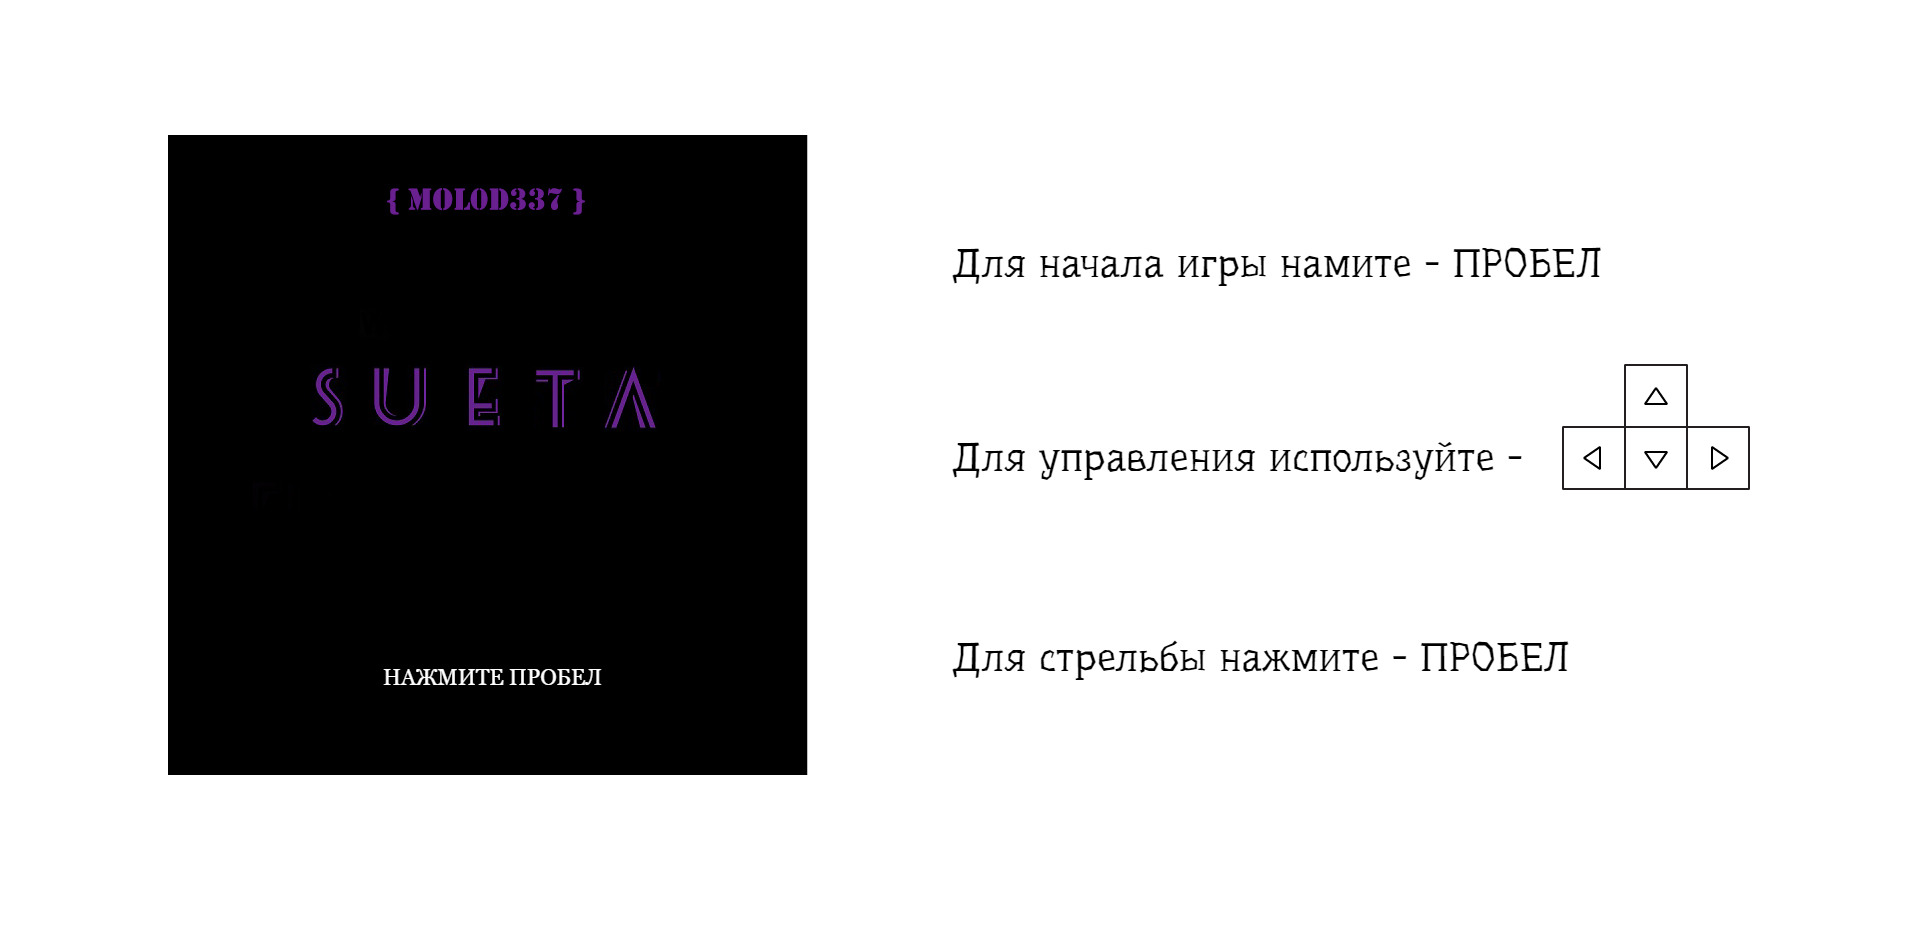 { MOLOD337 }
SUETA
НАЖМИТЕ ПРОБЕЛ
Для начала игры намите - ПРОБЕЛ
Для управления используйте -
Для стрельбы нажмите - ПРОБЕЛ